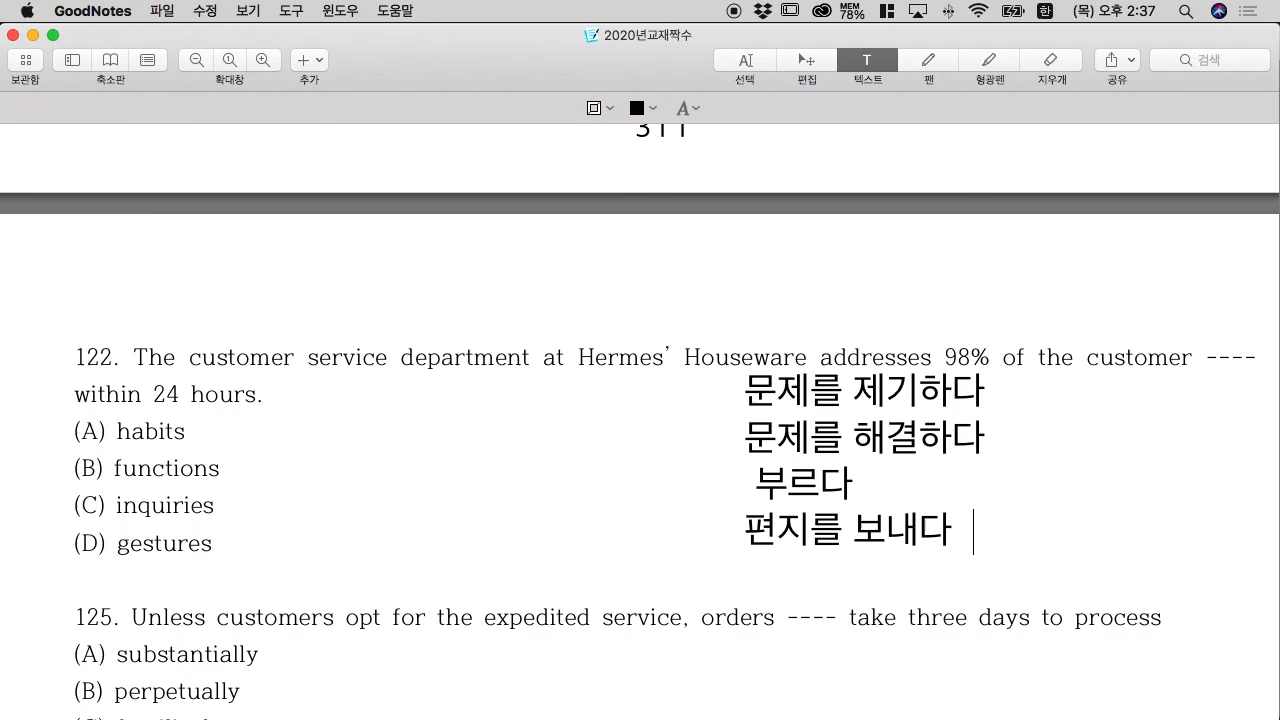 GoodNotes 파일 수정 보기 도구 윈도우 도움말 MEM 78% 한 (목) 오후 2:37
2020년교재짝수
보관함 축소판 확대창 추가 선택 편집 텍스트 펜 형광펜 지우개 공유 검색
311
122. The customer service department at Hermes' Houseware addresses 98% of the customer ----
문제를 제기하다
within 24 hours.
(A) habits
문제를 해결하다
(B) functions
부르다
(C) inquiries
편지를 보내다
(D) gestures
125. Unless customers opt for the expedited service, orders ---- take three days to process
(A) substantially
(B) perpetually